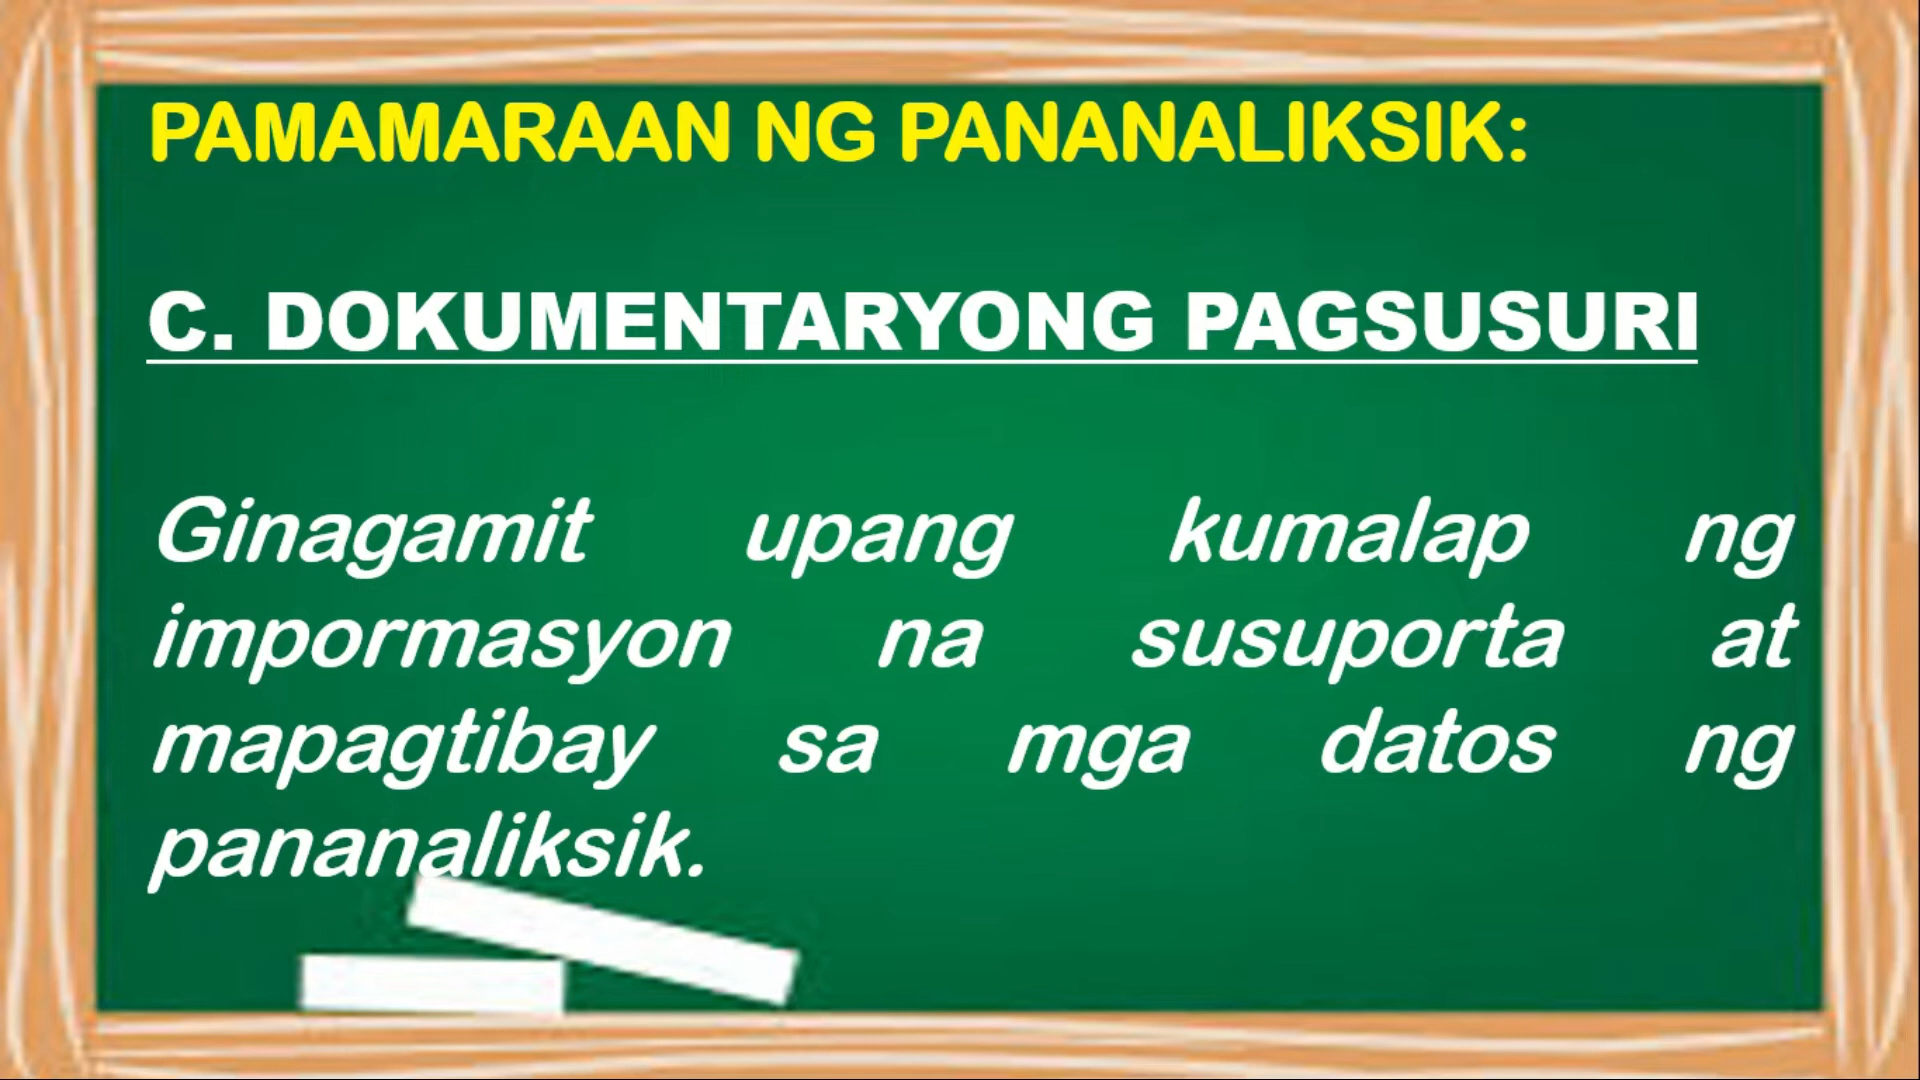 PAMAMARAAN NG PANANALIKSIK:
C. DOKUMENTARYONG PAGSUSURI
Ginagamit upang kumalap ng
impormasyon na susuporta at
mapagtibay sa mga datos ng
pananaliksik.